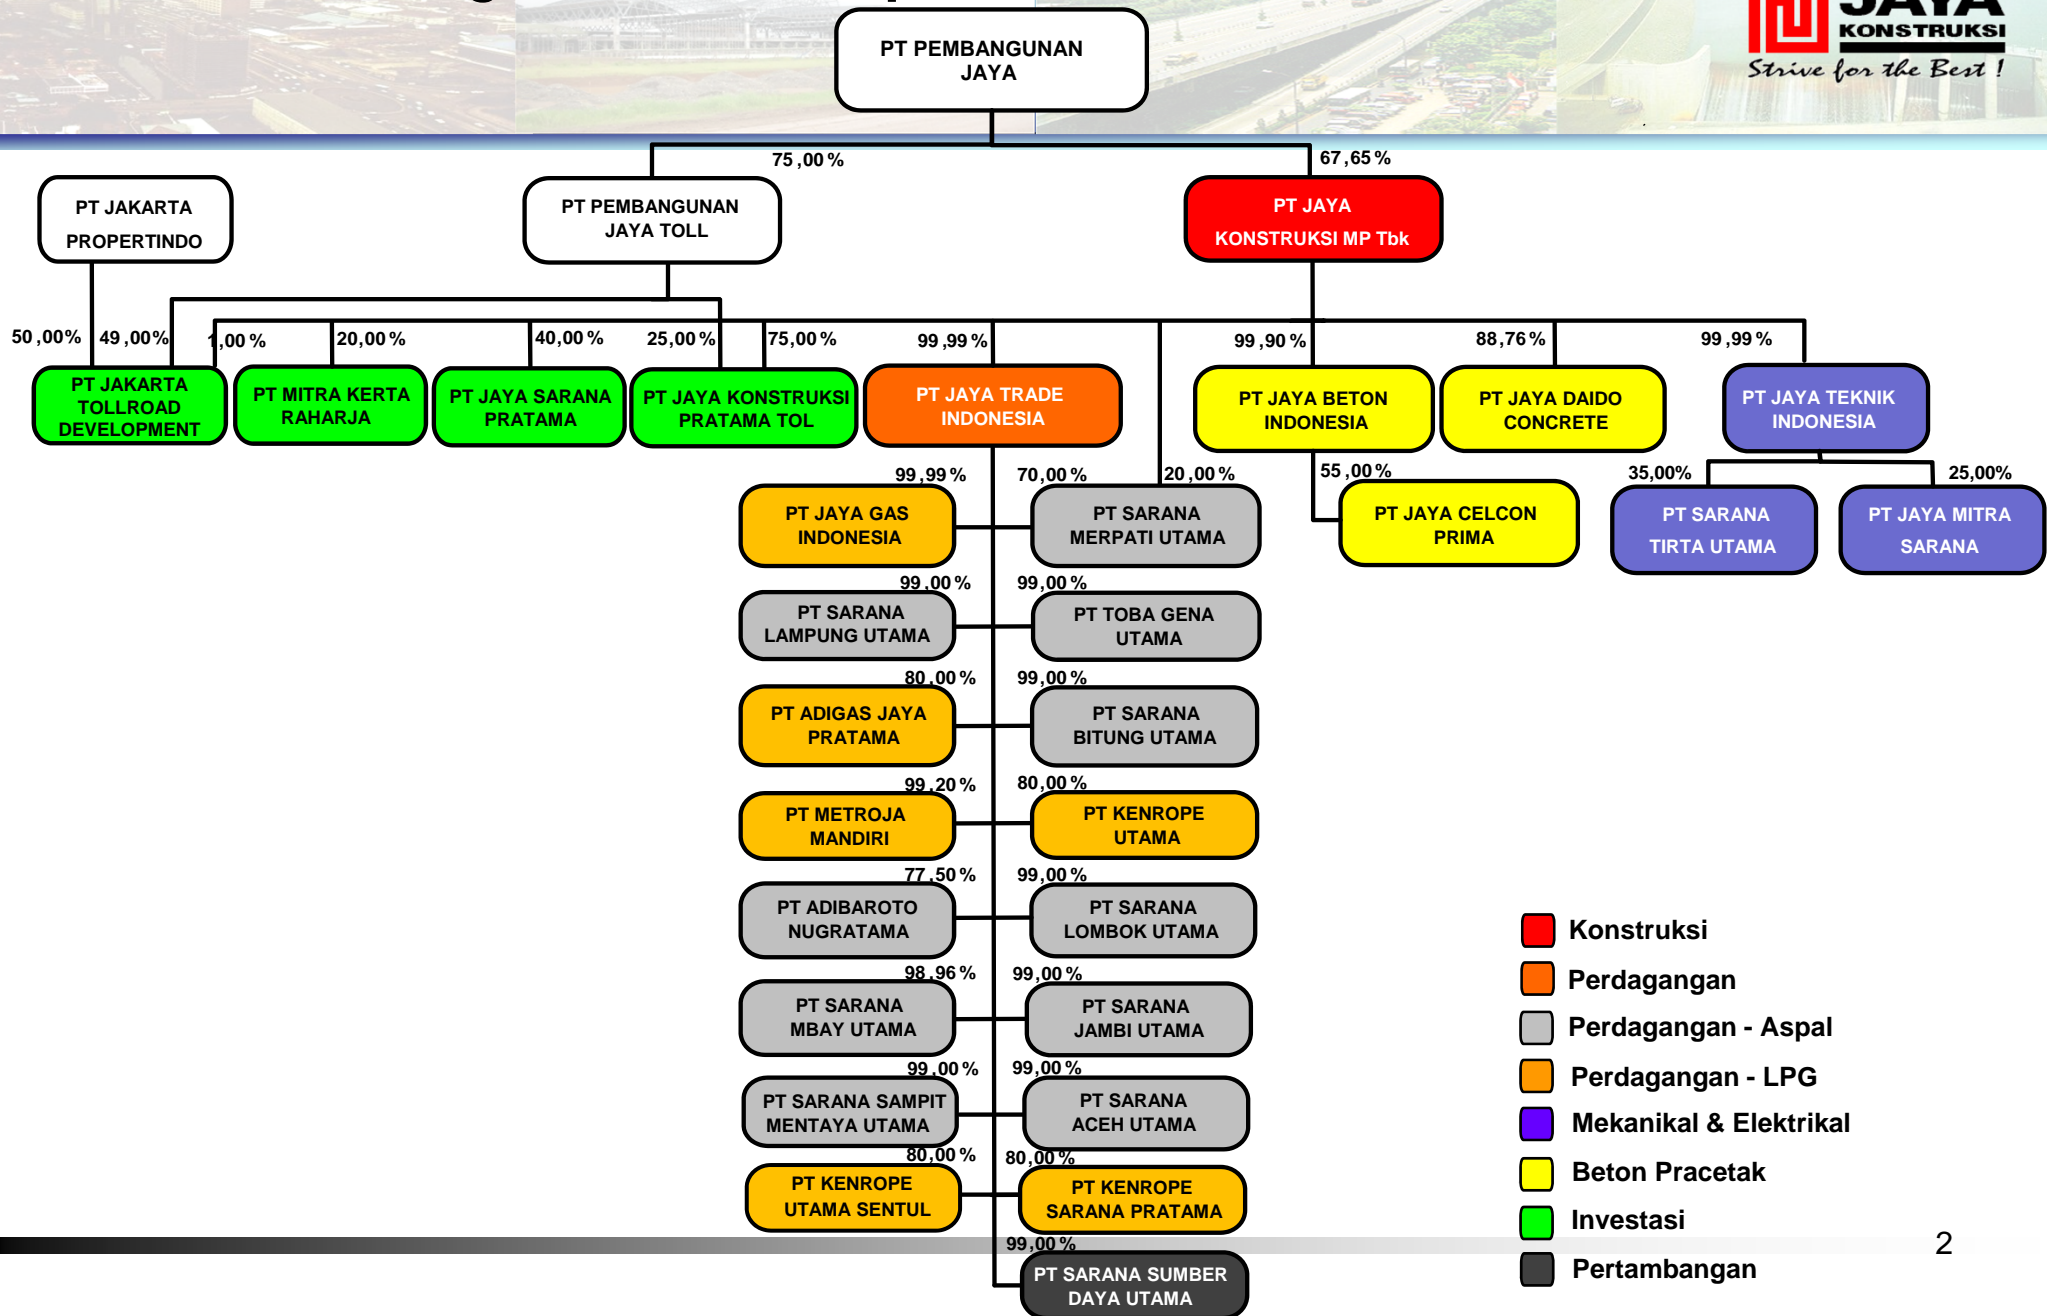 JAYA
KONSTRUKSI
Strive for the Best !
PT PEMBANGUNAN
JAYA
75,00%
67,65%
PT JAKARTA
PROPERTINDO
PT PEMBANGUNAN
JAYA TOLL
PT JAYA
KONSTRUKSI MP Tbk
50,00%
49,00%
1,00%
20,00%
40,00%
25,00%
75,00%
99,99%
99,90%
88,76%
99,99%
PT JAKARTA
TOLLROAD
DEVELOPMENT
PT MITRA KERTA
RAHARJA
PT JAYA SARANA
PRATAMA
PT JAYA KONSTRUKSI
PRATAMA TOL
PT JAYA TRADE
INDONESIA
PT JAYA BETON
INDONESIA
PT JAYA DAIDO
CONCRETE
PT JAYA TEKNIK
INDONESIA
99,99%
70,00%
20,00%
55,00%
35,00%
25,00%
PT JAYA GAS
INDONESIA
PT SARANA
MERPATI UTAMA
PT JAYA CELCON
PRIMA
PT SARANA
TIRTA UTAMA
PT JAYA MITRA
SARANA
99,00%
99,00%
PT SARANA
LAMPUNG UTAMA
PT TOBA GENA
UTAMA
80,00%
99,00%
PT ADIGAS JAYA
PRATAMA
PT SARANA
BITUNG UTAMA
99,20%
80,00%
PT METROJA
MANDIRI
PT KENROPE
UTAMA
77,50%
99,00%
PT ADIBAROTO
NUGRATAMA
PT SARANA
LOMBOK UTAMA
98,96%
99,00%
PT SARANA
MBAY UTAMA
PT SARANA
JAMBI UTAMA
99,00%
99,00%
PT SARANA SAMPIT
MENTAYA UTAMA
PT SARANA
ACEH UTAMA
80,00%
80,00%
PT KENROPE
UTAMA SENTUL
PT KENROPE
SARANA PRATAMA
99,00%
PT SARANA SUMBER
DAYA UTAMA
Konstruksi
Perdagangan
Perdagangan - Aspal
Perdagangan - LPG
Mekanikal & Elektrikal
Beton Pracetak
Investasi
Pertambangan
2